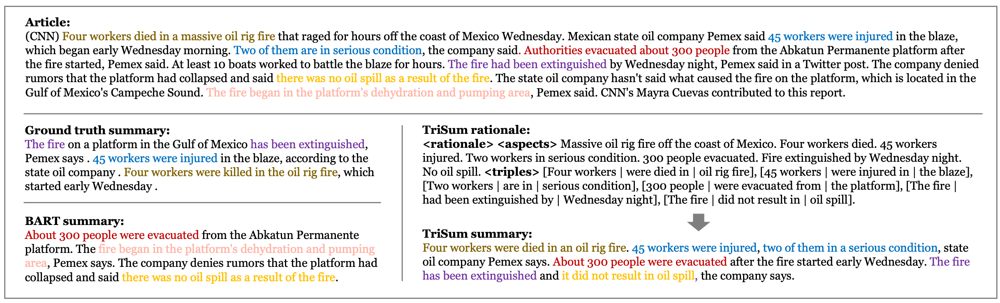 Article:
(CNN) Four workers died in a massive oil rig fire that raged for hours off the coast of Mexico Wednesday. Mexican state oil company Pemex said 45 workers were injured in the blaze,
which began early Wednesday morning. Two of them are in serious condition, the company said. Authorities evacuated about 300 people from the Abkatun Permanente platform after
the fire started, Pemex said. At least 10 boats worked to battle the blaze for hours. The fire had been extinguished by Wednesday night, Pemex said in a Twitter post. The company denied
rumors that the platform had collapsed and said there was no oil spill as a result of the fire. The state oil company hasn't said what caused the fire on the platform, which is located in the
Gulf of Mexico's Campeche Sound. The fire began in the platform's dehydration and pumping area, Pemex said. CNN's Mayra Cuevas contributed to this report.
Ground truth summary:
The fire on a platform in the Gulf of Mexico has been extinguished,
Pemex says . 45 workers were injured in the blaze, according to the
state oil company . Four workers were killed in the oil rig fire, which
started early Wednesday .
BART summary:
About 300 people were evacuated from the Abkatun Permanente
platform. The fire began in the platform's dehydration and pumping
area, Pemex says. The company denies rumors that the platform had
collapsed and said there was no oil spill as a result of the fire.
TriSum rationale:
<rationale> <aspects> Massive oil rig fire off the coast of Mexico. Four workers died. 45 workers
injured. Two workers in serious condition. 300 people evacuated. Fire extinguished by Wednesday night.
No oil spill. <triples> [Four workers | were died in | oil rig fire], [45 workers | were injured in | the blaze],
[Two workers | are in | serious condition], [300 people | were evacuated from | the platform], [The fire |
had been extinguished by | Wednesday night], [The fire | did not result in | oil spill].
TriSum summary:
Four workers were died in an oil rig fire. 45 workers were injured, two of them in a serious condition, state
oil company Pemex says. About 300 people were evacuated after the fire started early Wednesday. The fire
has been extinguished and it did not result in oil spill, the company says.